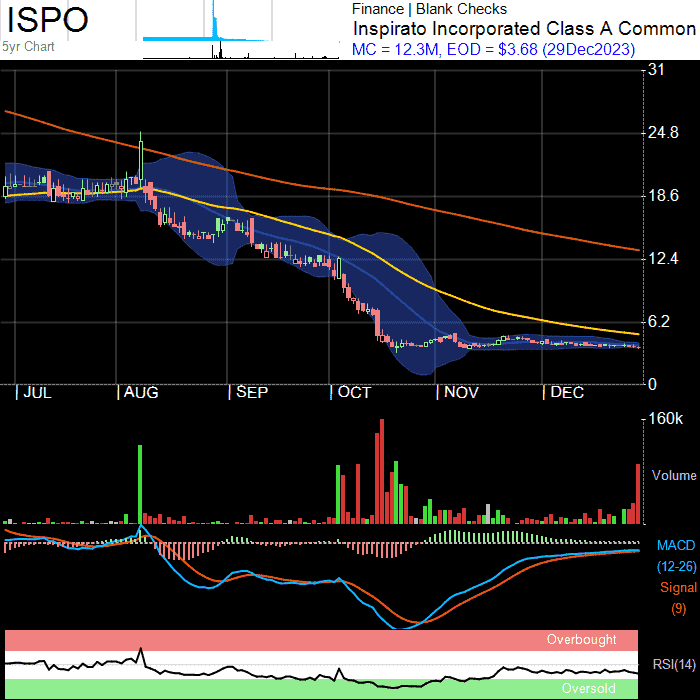 ISPO
5yr Chart
Finance | Blank Checks
Inspirato Incorporated Class A Common
MC = 12.3M, EOD = $3.68 (29Dec2023)
31
24.8
18.6
12.4
6.2
0
JUL AUG SEP OCT NOV DEC
160k
Volume
MACD
(12-26)
Signal
(9)
Overbought
RSI(14)
Oversold